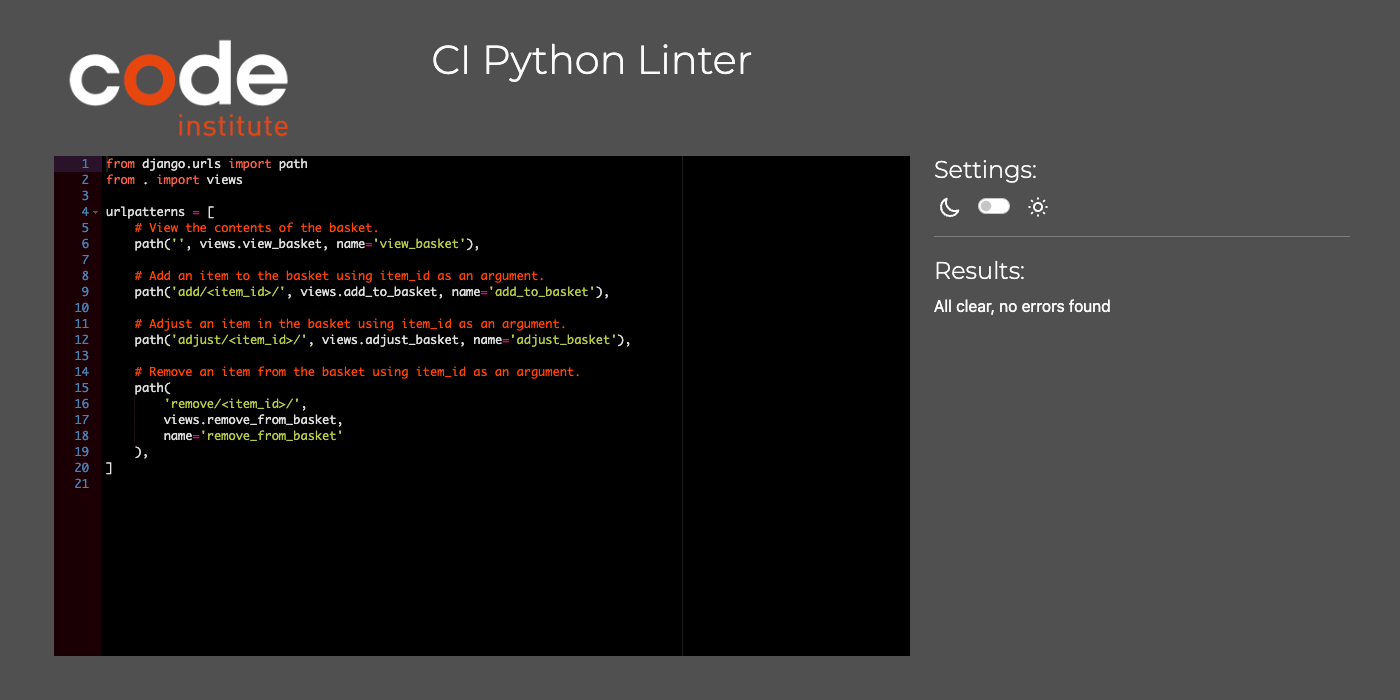 code
institute
CI Python Linter
1 from django.urls import path
2 from . import views
3
4 urlpatterns = [
5     # View the contents of the basket.
6     path('', views.view_basket, name='view_basket'),
7
8     # Add an item to the basket using item_id as an argument.
9     path('add/<item_id>/', views.add_to_basket, name='add_to_basket'),
10
11     # Adjust an item in the basket using item_id as an argument.
12     path('adjust/<item_id>/', views.adjust_basket, name='adjust_basket'),
13
14     # Remove an item from the basket using item_id as an argument.
15     path(
16         'remove/<item_id>/',
17         views.remove_from_basket,
18         name='remove_from_basket'
19     ),
20 ]
21
Settings:
Results:
All clear, no errors found